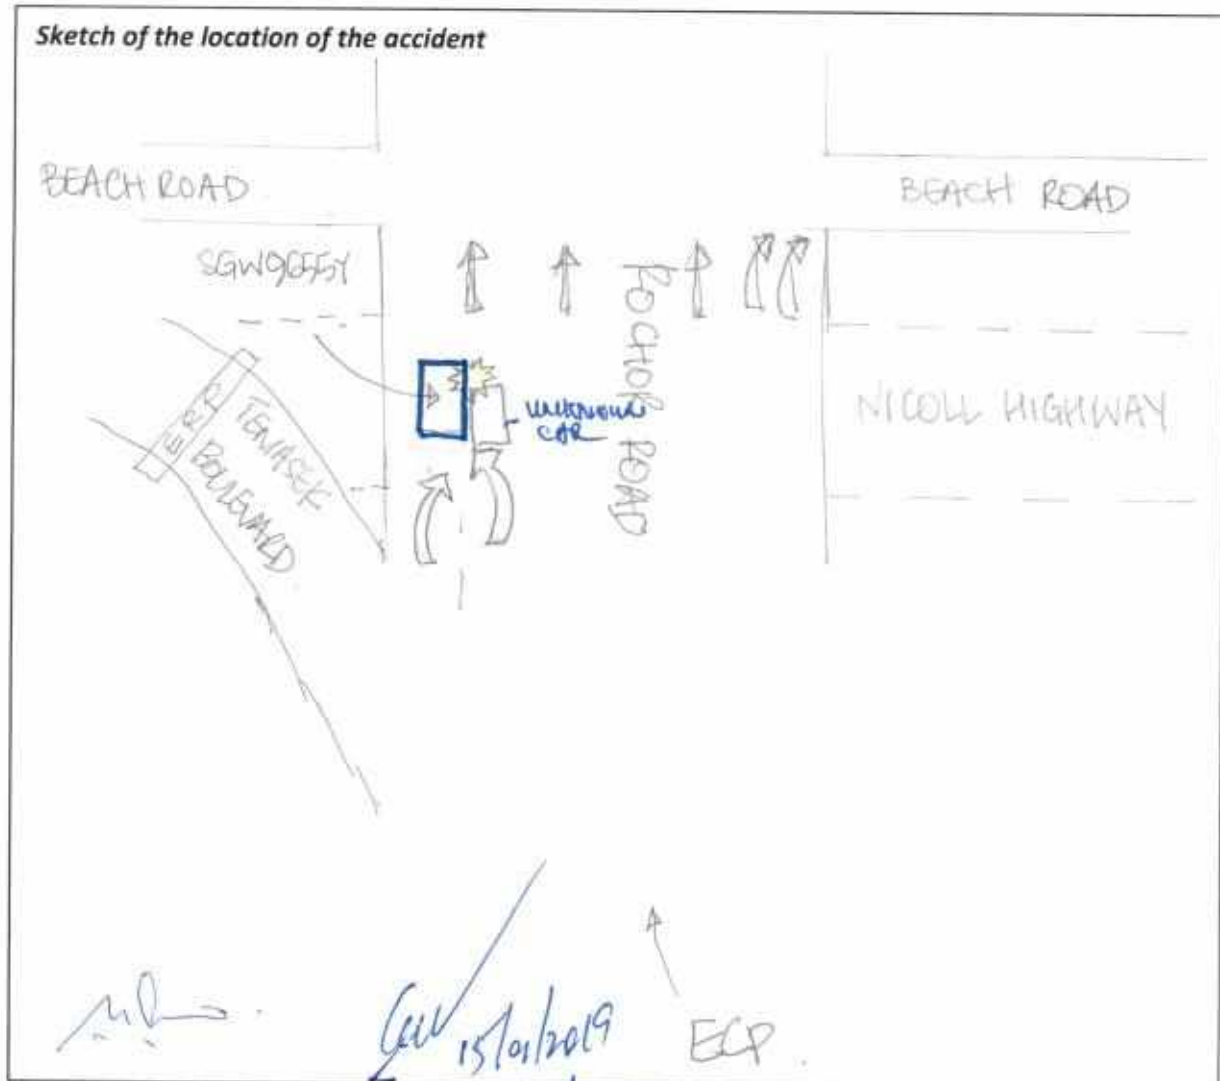 Sketch of the location of the accident
BEACH ROAD
BEACH ROAD
SGW9655Y
ROCHOR ROAD
ERP
TEMASEK
BOULEVARD
UNKNOWN
CAR
NICOLL HIGHWAY
15/01/2019
ECP.